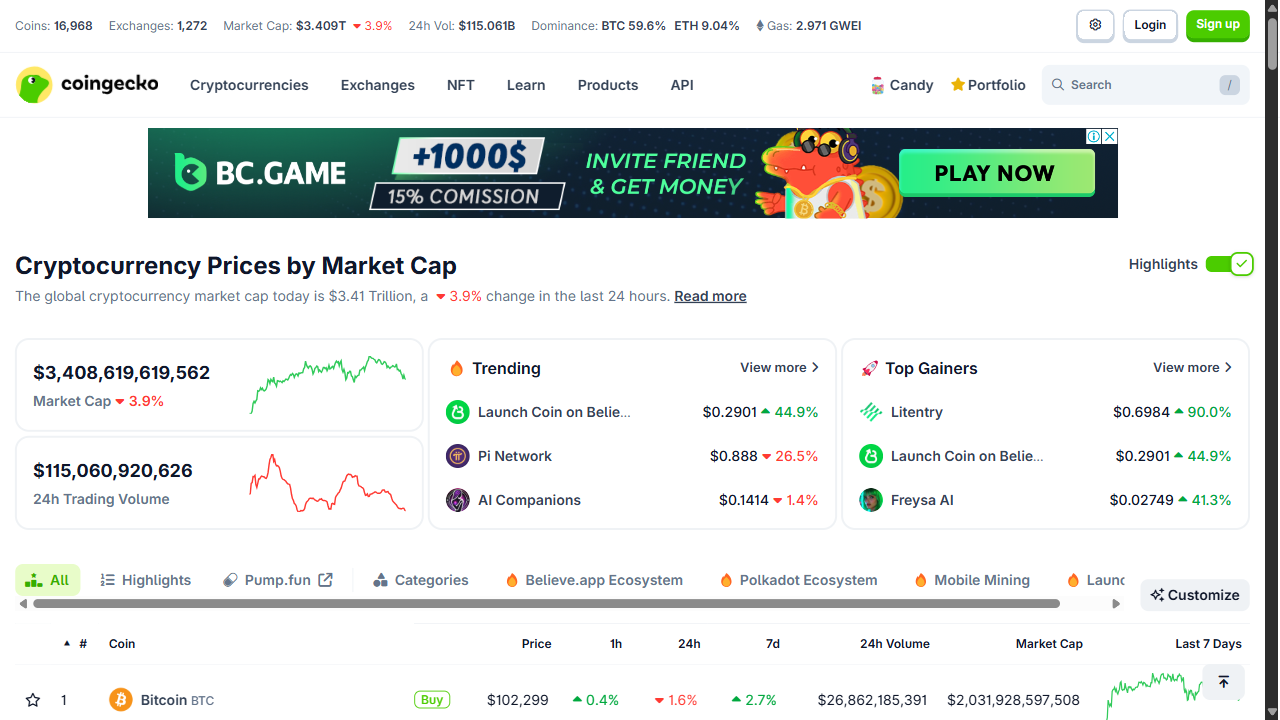 Coins: 16,968 Exchanges: 1,272 Market Cap: $3.409T 3.9% 24h Vol: $115.061B Dominance: BTC 59.6% ETH 9.04% Gas: 2.971 GWEI Login Sign up
coingecko Cryptocurrencies Exchanges NFT Learn Products API Candy Portfolio Search /
BC.GAME
+1000$
15% COMISSION
INVITE FRIEND
& GET MONEY
PLAY NOW
Cryptocurrency Prices by Market Cap
Highlights
The global cryptocurrency market cap today is $3.41 Trillion, a 3.9% change in the last 24 hours. Read more
$3,408,619,619,562
Market Cap 3.9%
$115,060,920,626
24h Trading Volume
Trending View more
Launch Coin on Belie... $0.2901 44.9%
Pi Network $0.888 26.5%
AI Companions $0.1414 1.4%
Top Gainers View more
Litentry $0.6984 90.0%
Launch Coin on Belie... $0.2901 44.9%
Freysa AI $0.02749 41.3%
All Highlights Pump.fun Categories Believe.app Ecosystem Polkadot Ecosystem Mobile Mining Launc
Customize
# Coin Price 1h 24h 7d 24h Volume Market Cap Last 7 Days
1 Bitcoin BTC Buy $102,299 0.4% 1.6% 2.7% $26,862,185,391 $2,031,928,597,508